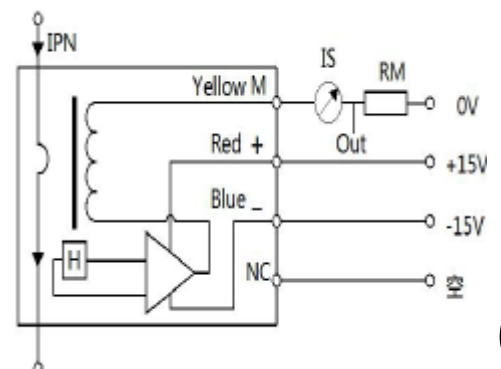 IPN
IS
RM
Yellow M
0V
Out
Red +
+15V
Blue _
-15V
H
NC
空